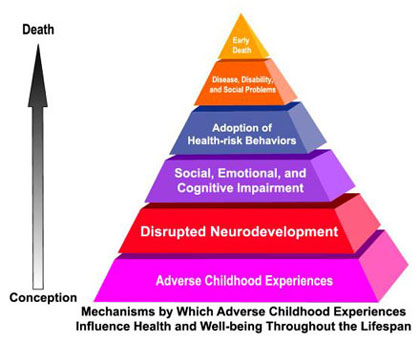 Death
Early
Death
Disease, Disability,
and Social Problems
Adoption of
Health-risk Behaviors
Social, Emotional, and
Cognitive Impairment
Disrupted Neurodevelopment
Adverse Childhood Experiences
Conception
Mechanisms by Which Adverse Childhood Experiences
Influence Health and Well-being Throughout the Lifespan